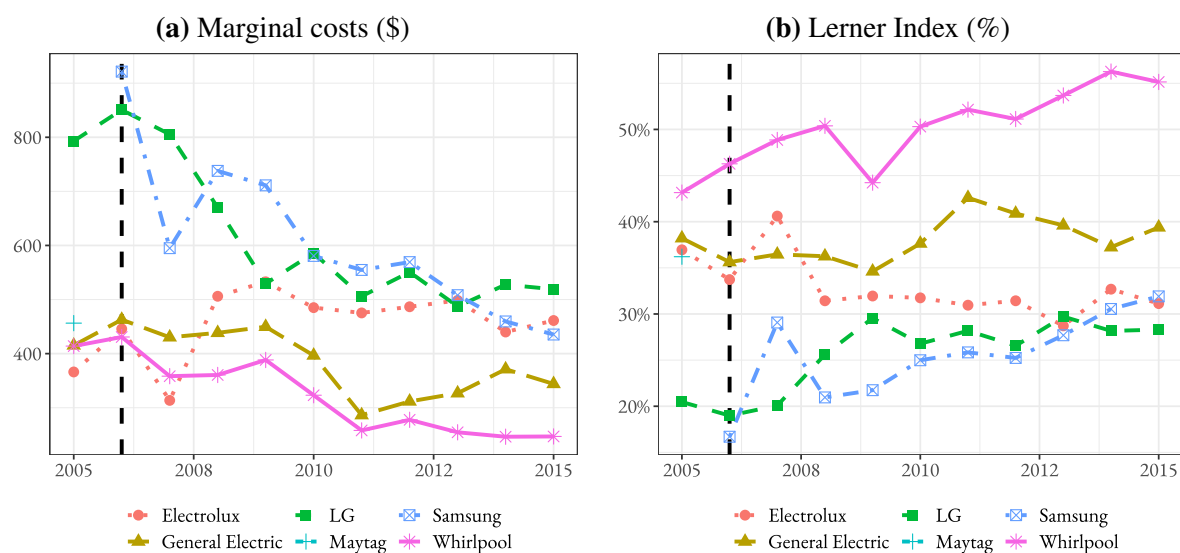 (a) Marginal costs ($)
800
600
400
2005 2008 2010 2012 2015
Electrolux LG Samsung
General Electric Maytag Whirlpool
(b) Lerner Index (%)
50%
40%
30%
20%
2005 2008 2010 2012 2015
Electrolux LG Samsung
General Electric Maytag Whirlpool